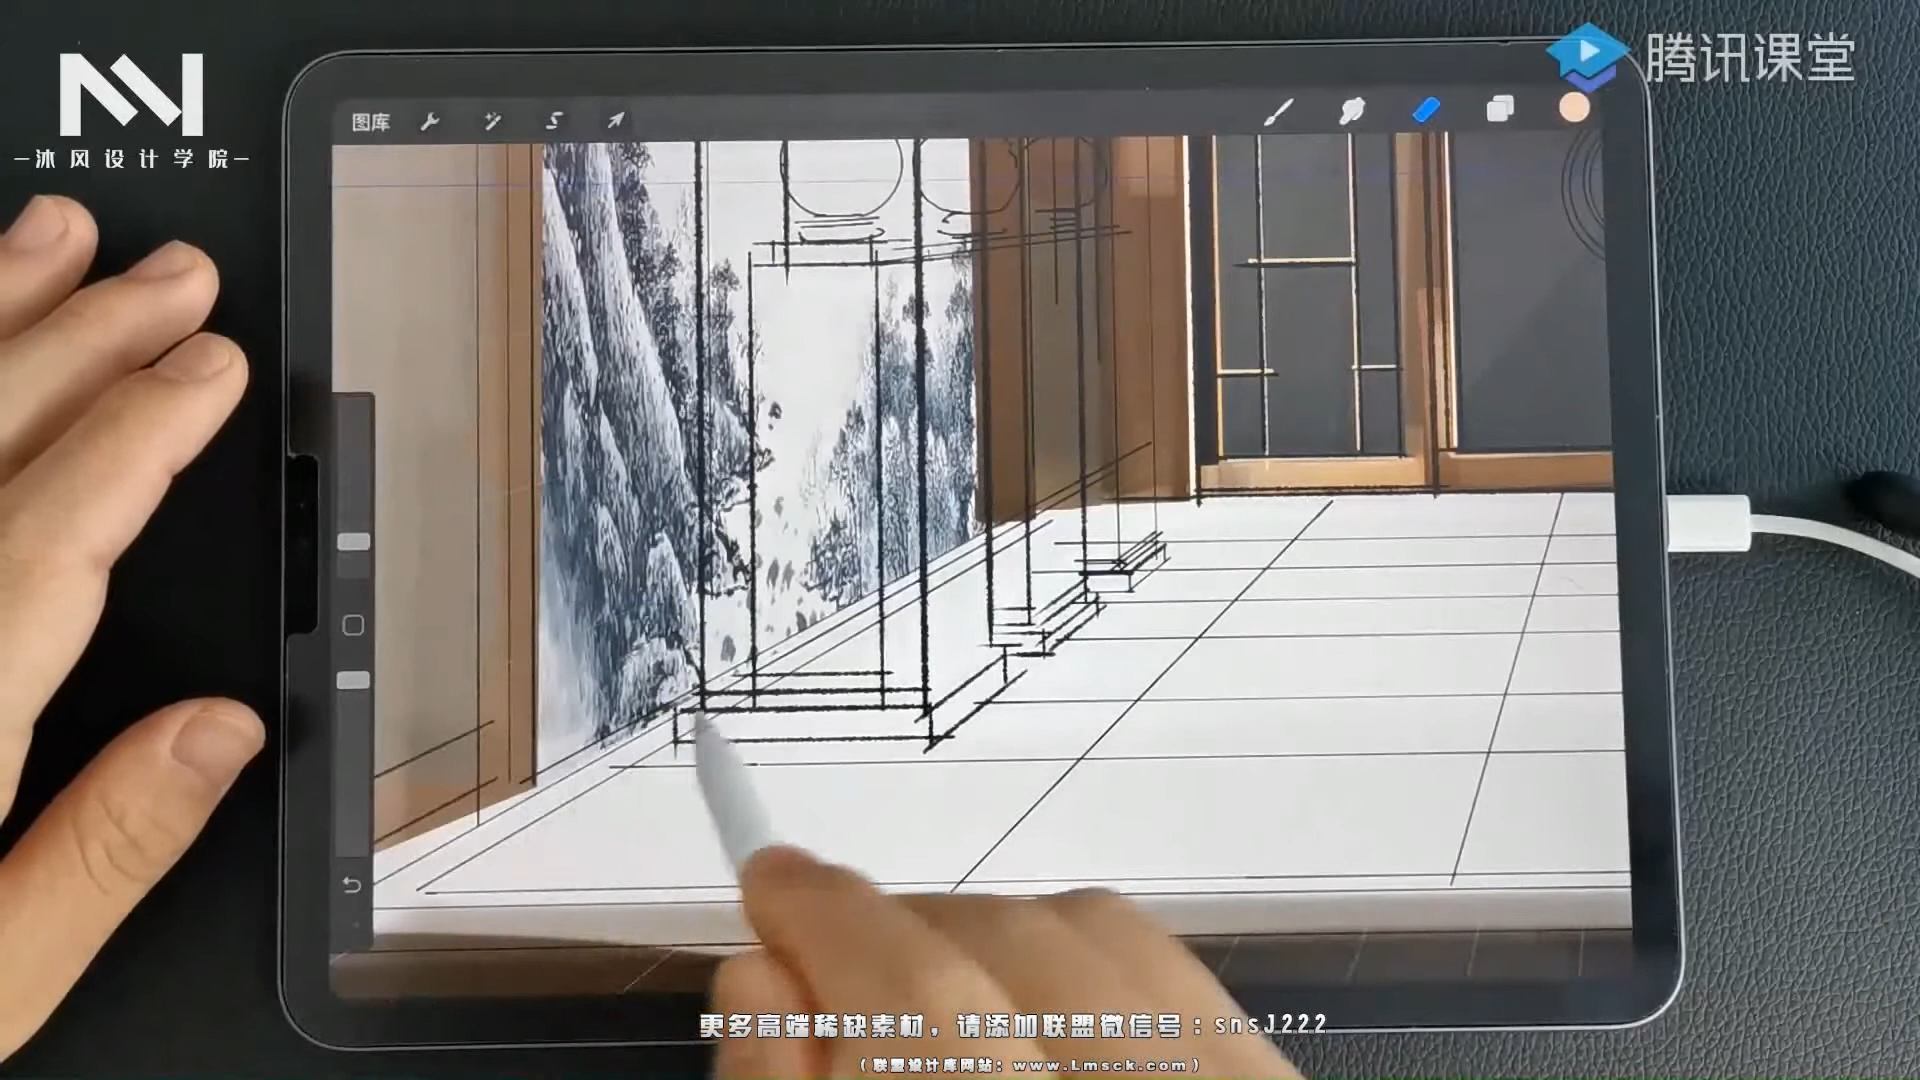 腾讯课堂
沐风设计学院
图库
更多高端稀缺素材，请添加联盟微信号：snsJ222
（联盟设计库网站：www.Lmsck.com）